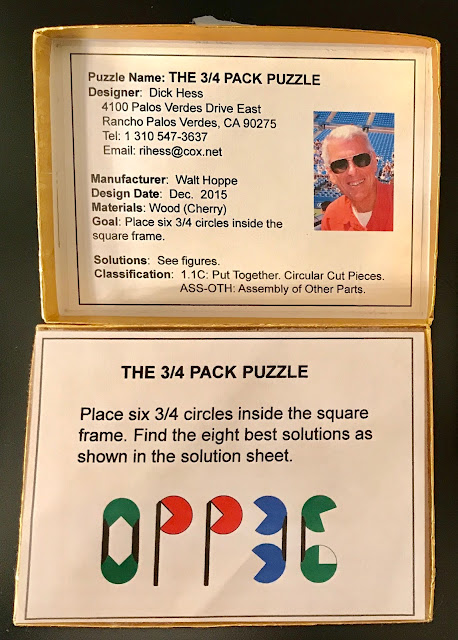 Puzzle Name: THE 3/4 PACK PUZZLE
Designer: Dick Hess
4100 Palos Verdes Drive East
Rancho Palos Verdes, CA 90275
Tel: 1 310 547-3637
Email: rihess@cox.net
Manufacturer: Walt Hoppe
Design Date: Dec. 2015
Materials: Wood (Cherry)
Goal: Place six 3/4 circles inside the
square frame.
Solutions: See figures.
Classification: 1.1C: Put Together. Circular Cut Pieces.
ASS-OTH: Assembly of Other Parts.
THE 3/4 PACK PUZZLE
Place six 3/4 circles inside the square
frame. Find the eight best solutions as
shown in the solution sheet.